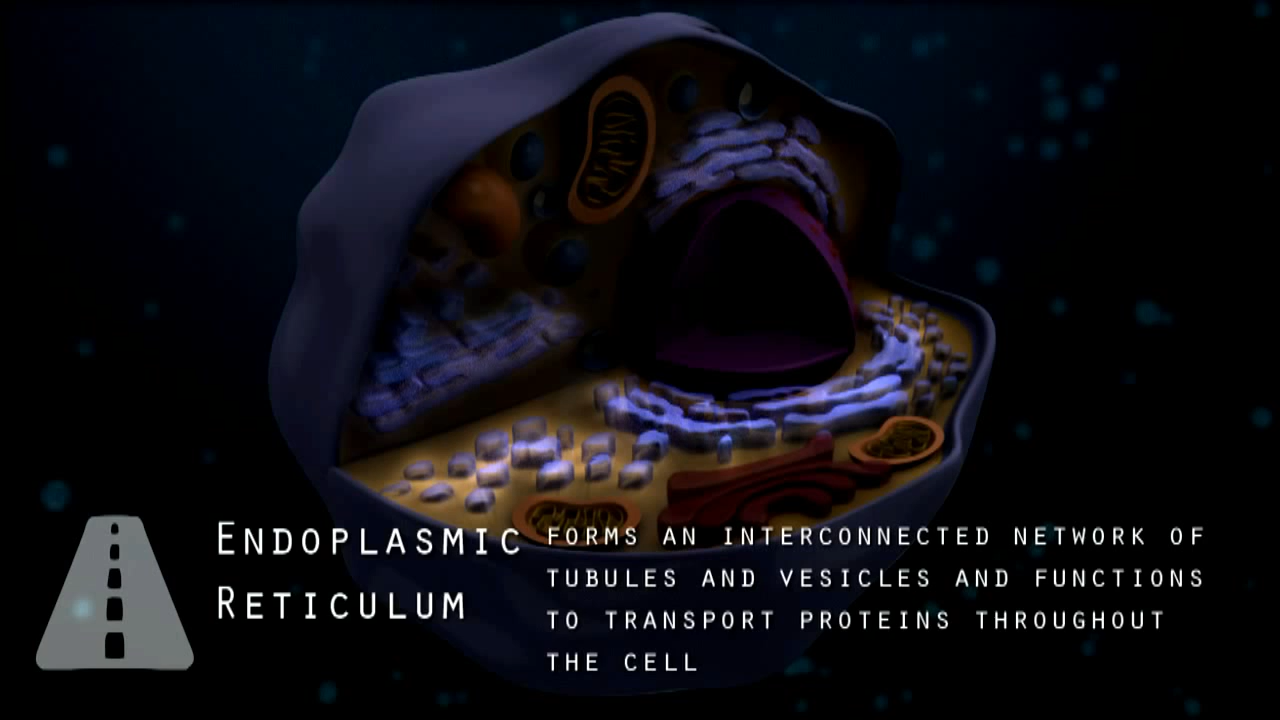 Endoplasmic
Reticulum
forms an interconnected network of
tubules and vesicles and functions
to transport proteins throughout
the cell